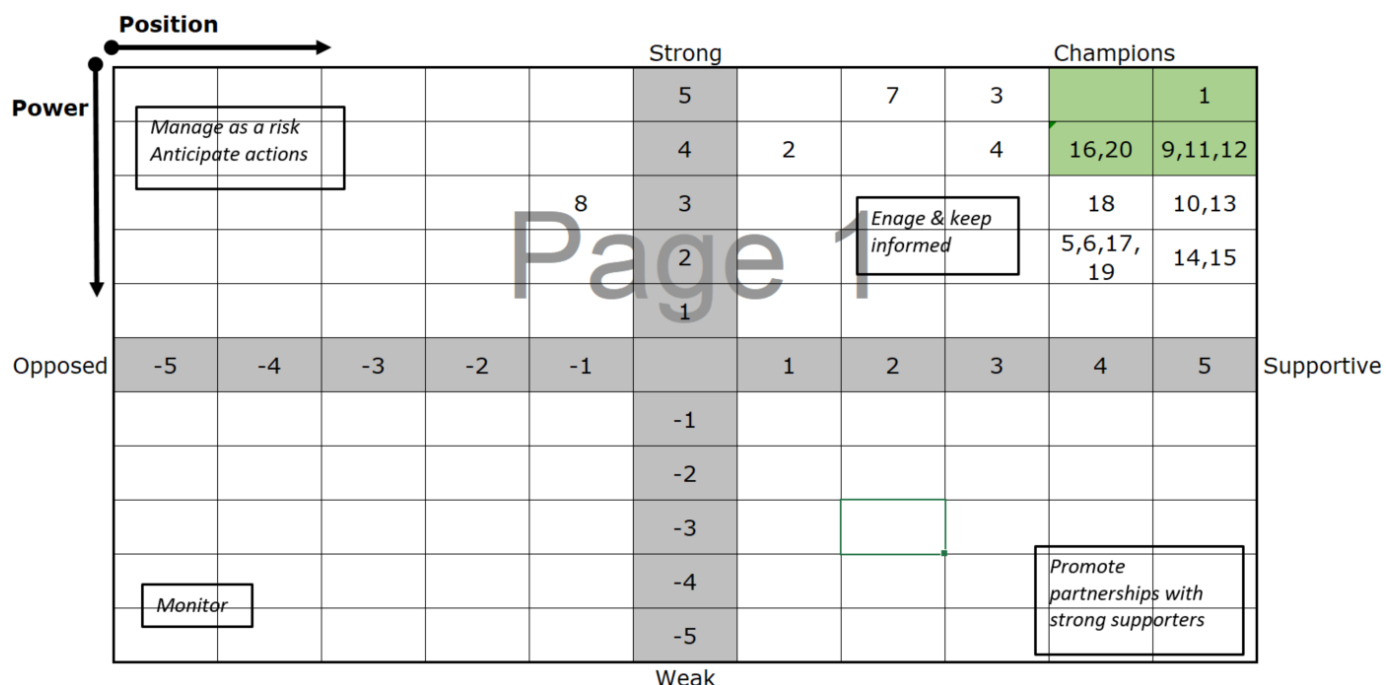 Position
Strong
Champions
Power
5 7 3 1
Manage as a risk
Anticipate actions
4 2 4 16,20 9,11,12
8 3 18 10,13
Enage & keep
informed
Page 1
2 5,6,17,
19 14,15
1
Opposed -5 -4 -3 -2 -1 1 2 3 4 5 Supportive
-1
-2
-3
-4
Promote
partnerships with
strong supporters
Monitor
-5
Weak